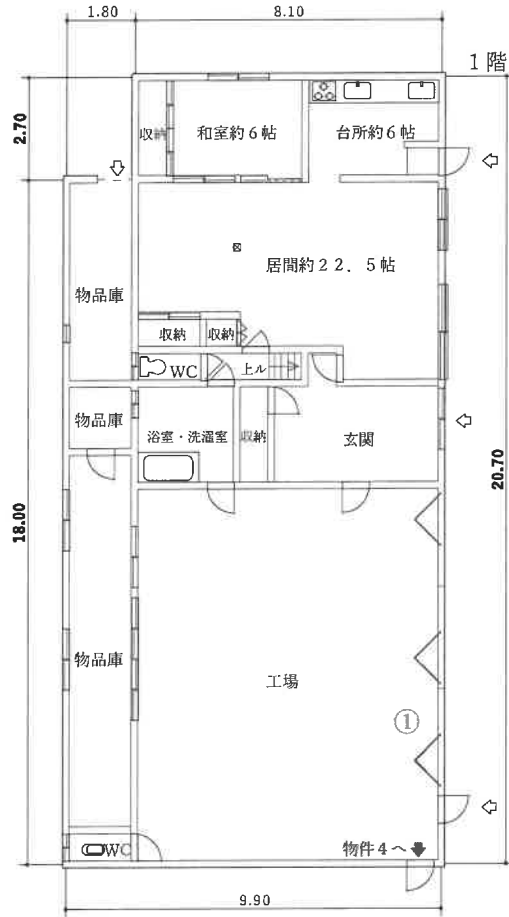 1.80
8.10
1階
2.70
収納
和室約6帖
台所約6帖
物品庫
居間約22.5帖
収納
収納
WC
上ル
物品庫
浴室・洗濯室
収納
玄関
18.00
20.70
物品庫
工場
①
WC
物件4へ
9.90